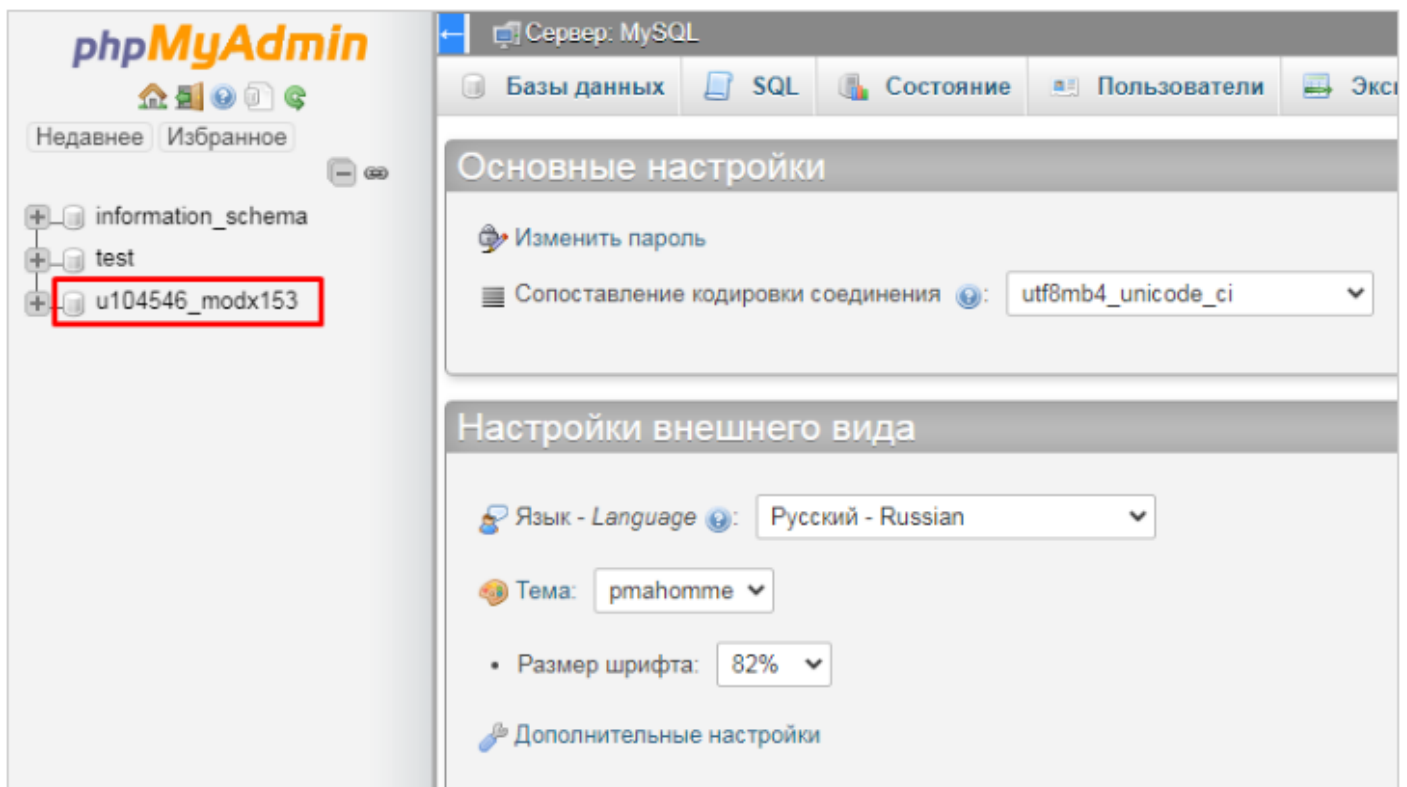 phpMyAdmin
Недавнее Избранное
information_schema
test
u104546_modx153
Сервер: MySQL
Базы данных SQL Состояние Пользователи
Основные настройки
Изменить пароль
Сопоставление кодировки соединения : utf8mb4_unicode_ci
Настройки внешнего вида
Язык - Language : Русский - Russian
Тема: pmahomme
• Размер шрифта: 82%
Дополнительные настройки